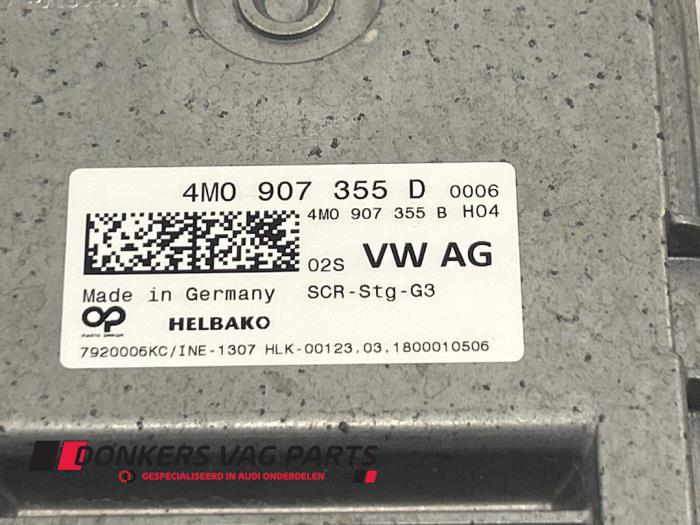 4M0 907 355 D 0006
4M0 907 355 B H04
02S VW AG
Made in Germany SCR-Stg-G3
HELBAKO
7920006KC/INE-1307 HLK-00123.03.1800010506
DONKERS VAG PARTS
GESPECIALISEERD IN AUDI ONDERDELEN